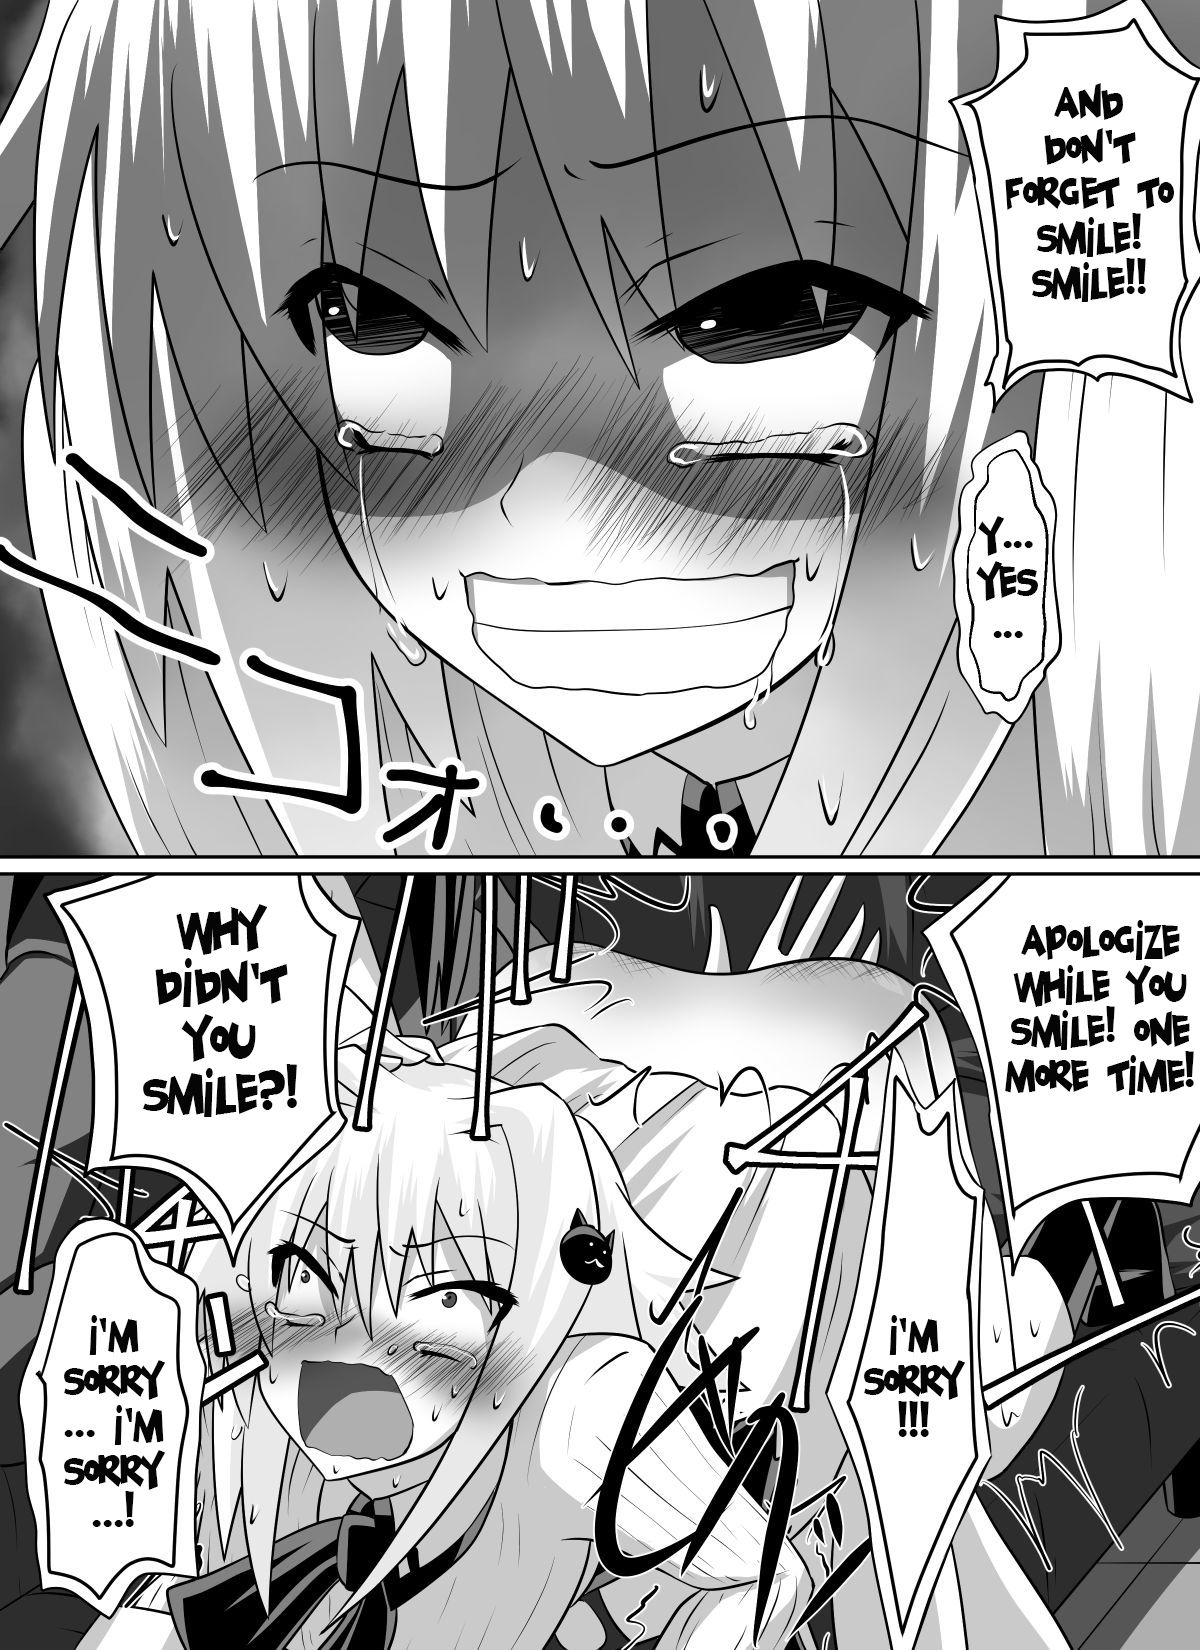 AND
DON'T
FORGET TO
SMILE!
SMILE!!
Y...
YES
...
ニコォ・・・
APOLOGIZE
WHILE YOU
SMILE! ONE
MORE TIME!
WHY
DIDN'T
YOU
SMILE?!
I'M
SORRY
!!!
I'M
SORRY
... I'M
SORRY
...!